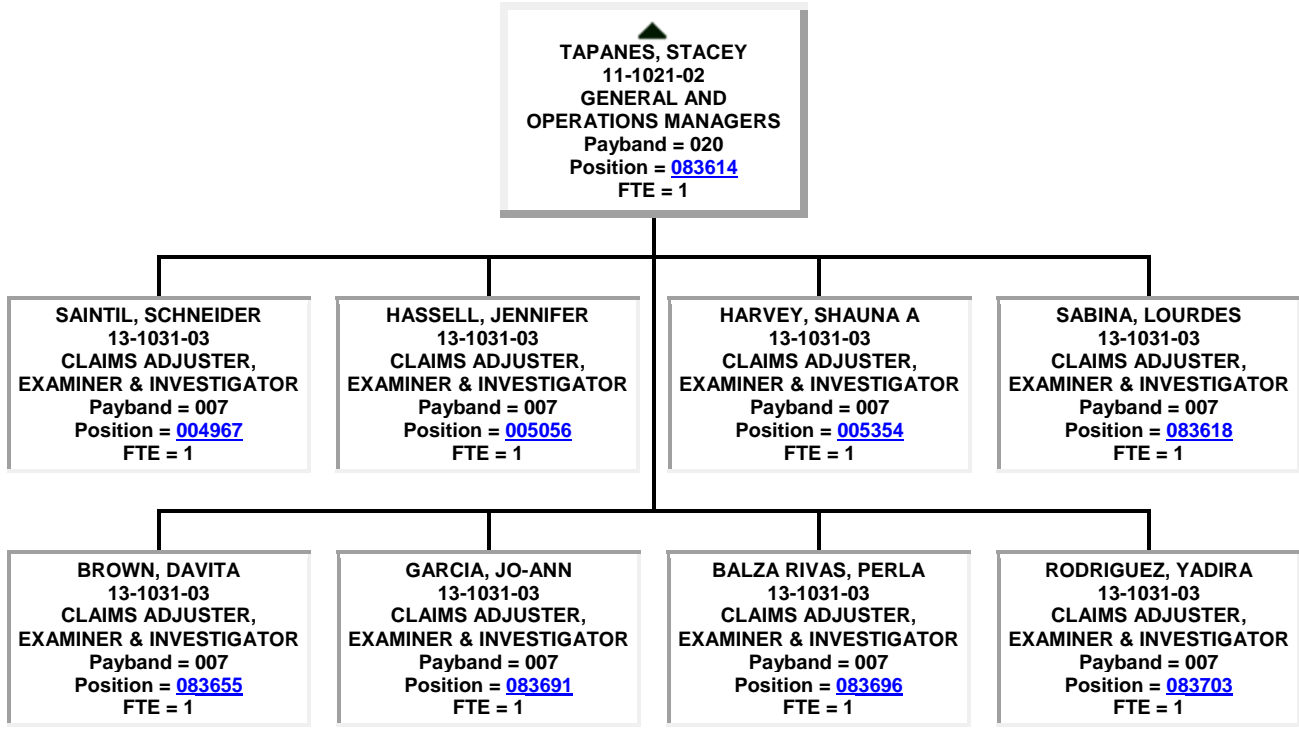 TAPANES, STACEY
11-1021-02
GENERAL AND
OPERATIONS MANAGERS
Payband = 020
Position = 083614
FTE = 1
SAINTIL, SCHNEIDER
13-1031-03
CLAIMS ADJUSTER,
EXAMINER & INVESTIGATOR
Payband = 007
Position = 004967
FTE = 1
HASSELL, JENNIFER
13-1031-03
CLAIMS ADJUSTER,
EXAMINER & INVESTIGATOR
Payband = 007
Position = 005056
FTE = 1
HARVEY, SHAUNA A
13-1031-03
CLAIMS ADJUSTER,
EXAMINER & INVESTIGATOR
Payband = 007
Position = 005354
FTE = 1
SABINA, LOURDES
13-1031-03
CLAIMS ADJUSTER,
EXAMINER & INVESTIGATOR
Payband = 007
Position = 083618
FTE = 1
BROWN, DAVITA
13-1031-03
CLAIMS ADJUSTER,
EXAMINER & INVESTIGATOR
Payband = 007
Position = 083655
FTE = 1
GARCIA, JO-ANN
13-1031-03
CLAIMS ADJUSTER,
EXAMINER & INVESTIGATOR
Payband = 007
Position = 083691
FTE = 1
BALZA RIVAS, PERLA
13-1031-03
CLAIMS ADJUSTER,
EXAMINER & INVESTIGATOR
Payband = 007
Position = 083696
FTE = 1
RODRIGUEZ, YADIRA
13-1031-03
CLAIMS ADJUSTER,
EXAMINER & INVESTIGATOR
Payband = 007
Position = 083703
FTE = 1